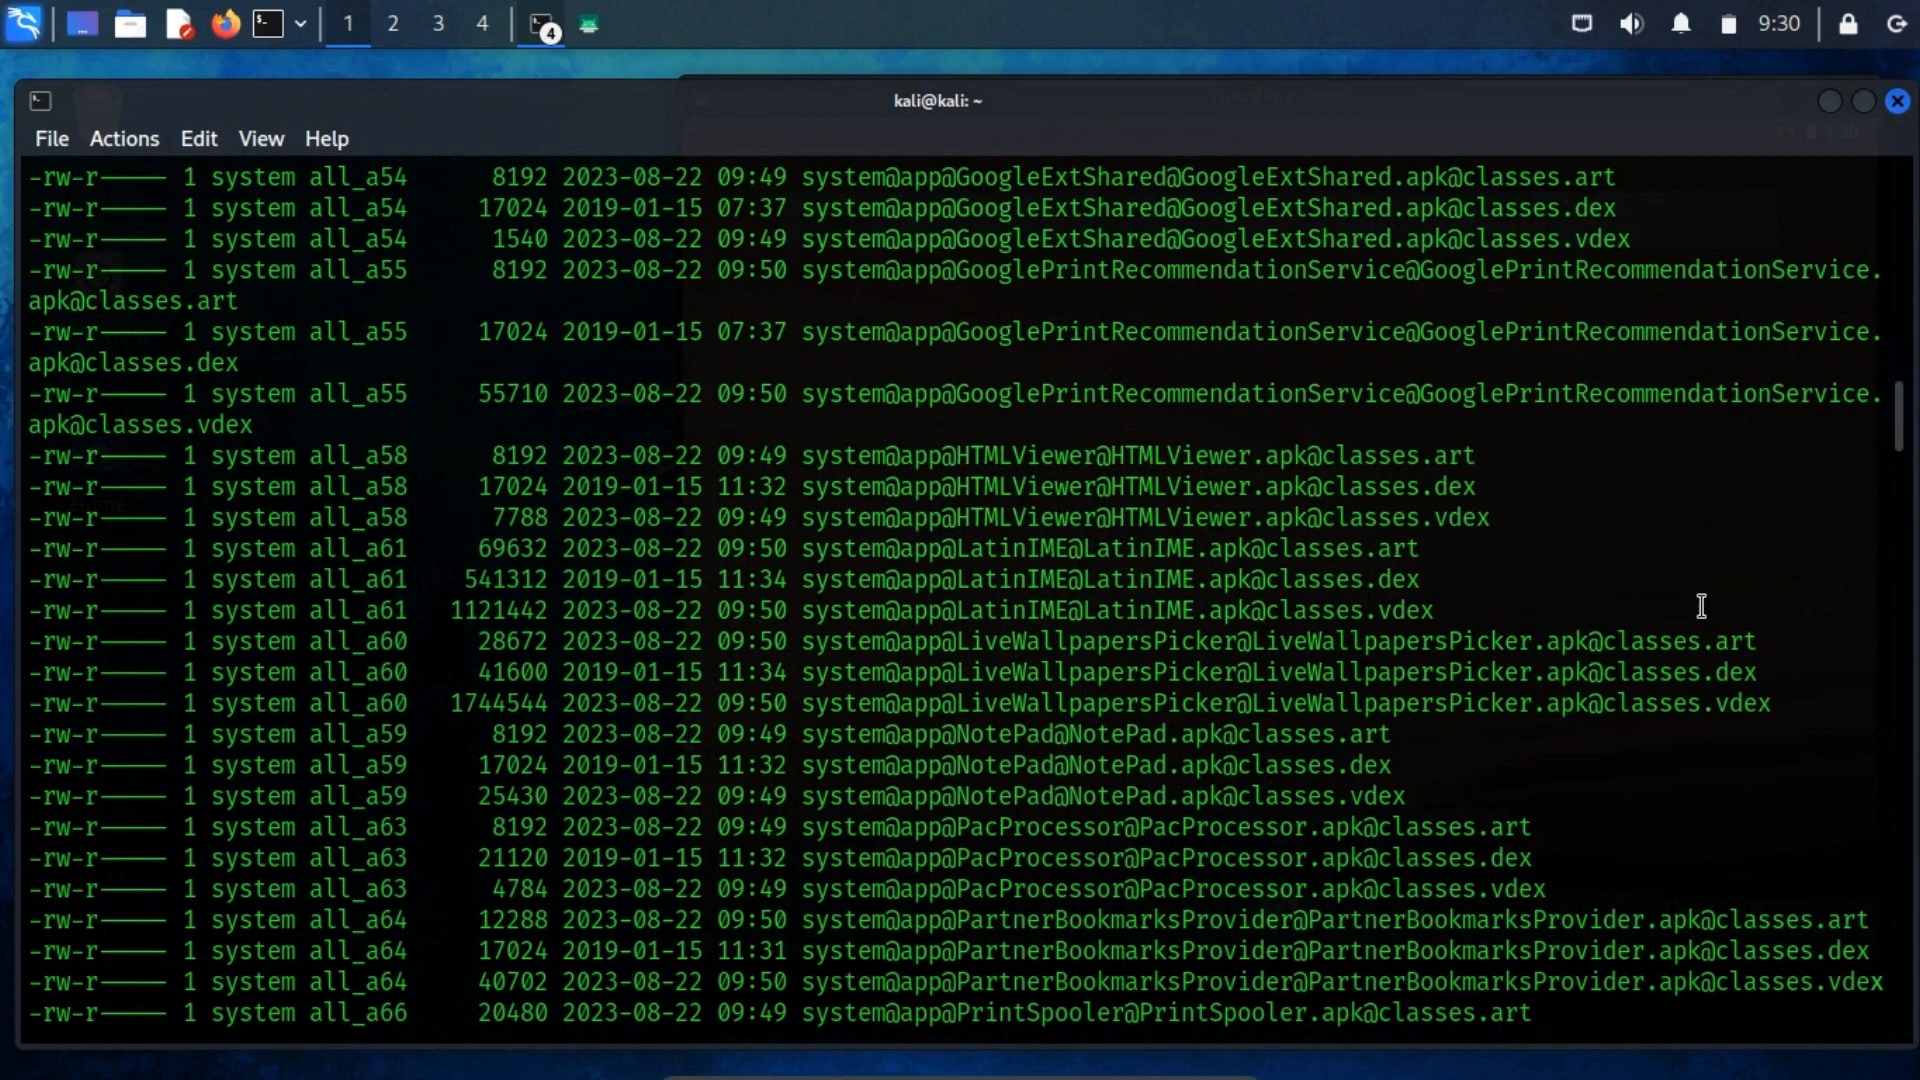 1 2 3 4 4 9:30
kali@kali: ~
File Actions Edit View Help
-rw-r----- 1 system all_a54 8192 2023-08-22 09:49 system@app@GoogleExtShared@GoogleExtShared.apk@classes.art
-rw-r----- 1 system all_a54 17024 2019-01-15 07:37 system@app@GoogleExtShared@GoogleExtShared.apk@classes.dex
-rw-r----- 1 system all_a54 1540 2023-08-22 09:49 system@app@GoogleExtShared@GoogleExtShared.apk@classes.vdex
-rw-r----- 1 system all_a55 8192 2023-08-22 09:50 system@app@GooglePrintRecommendationService@GooglePrintRecommendationService.
apk@classes.art
-rw-r----- 1 system all_a55 17024 2019-01-15 07:37 system@app@GooglePrintRecommendationService@GooglePrintRecommendationService.
apk@classes.dex
-rw-r----- 1 system all_a55 55710 2023-08-22 09:50 system@app@GooglePrintRecommendationService@GooglePrintRecommendationService.
apk@classes.vdex
-rw-r----- 1 system all_a58 8192 2023-08-22 09:49 system@app@HTMLViewer@HTMLViewer.apk@classes.art
-rw-r----- 1 system all_a58 17024 2019-01-15 11:32 system@app@HTMLViewer@HTMLViewer.apk@classes.dex
-rw-r----- 1 system all_a58 7788 2023-08-22 09:49 system@app@HTMLViewer@HTMLViewer.apk@classes.vdex
-rw-r----- 1 system all_a61 69632 2023-08-22 09:50 system@app@LatinIME@LatinIME.apk@classes.art
-rw-r----- 1 system all_a61 541312 2019-01-15 11:34 system@app@LatinIME@LatinIME.apk@classes.dex
-rw-r----- 1 system all_a61 1121442 2023-08-22 09:50 system@app@LatinIME@LatinIME.apk@classes.vdex
-rw-r----- 1 system all_a60 28672 2023-08-22 09:50 system@app@LiveWallpapersPicker@LiveWallpapersPicker.apk@classes.art
-rw-r----- 1 system all_a60 41600 2019-01-15 11:34 system@app@LiveWallpapersPicker@LiveWallpapersPicker.apk@classes.dex
-rw-r----- 1 system all_a60 1744544 2023-08-22 09:50 system@app@LiveWallpapersPicker@LiveWallpapersPicker.apk@classes.vdex
-rw-r----- 1 system all_a59 8192 2023-08-22 09:49 system@app@NotePad@NotePad.apk@classes.art
-rw-r----- 1 system all_a59 17024 2019-01-15 11:32 system@app@NotePad@NotePad.apk@classes.dex
-rw-r----- 1 system all_a59 25430 2023-08-22 09:49 system@app@NotePad@NotePad.apk@classes.vdex
-rw-r----- 1 system all_a63 8192 2023-08-22 09:49 system@app@PacProcessor@PacProcessor.apk@classes.art
-rw-r----- 1 system all_a63 21120 2019-01-15 11:32 system@app@PacProcessor@PacProcessor.apk@classes.dex
-rw-r----- 1 system all_a63 4784 2023-08-22 09:49 system@app@PacProcessor@PacProcessor.apk@classes.vdex
-rw-r----- 1 system all_a64 12288 2023-08-22 09:50 system@app@PartnerBookmarksProvider@PartnerBookmarksProvider.apk@classes.art
-rw-r----- 1 system all_a64 17024 2019-01-15 11:31 system@app@PartnerBookmarksProvider@PartnerBookmarksProvider.apk@classes.dex
-rw-r----- 1 system all_a64 40702 2023-08-22 09:50 system@app@PartnerBookmarksProvider@PartnerBookmarksProvider.apk@classes.vdex
-rw-r----- 1 system all_a66 20480 2023-08-22 09:49 system@app@PrintSpooler@PrintSpooler.apk@classes.art